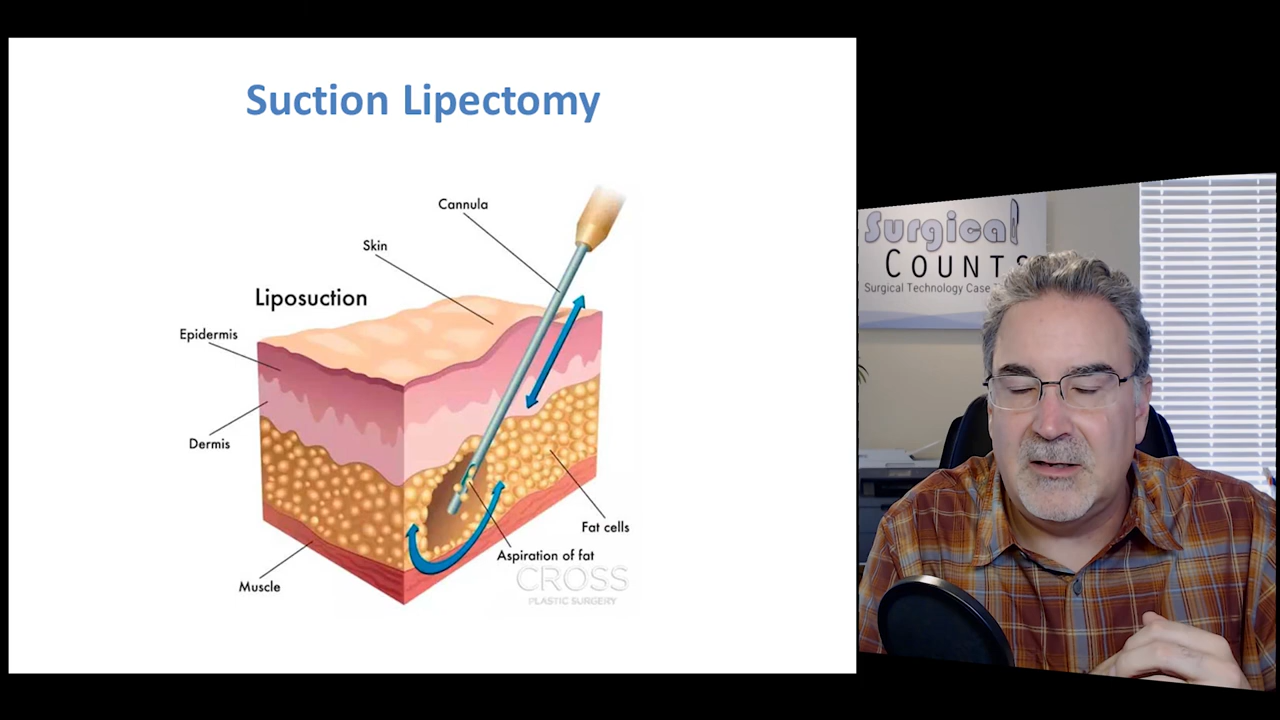 Suction Lipectomy
Cannula
Skin
Liposuction
Epidermis
Dermis
Fat cells
Aspiration of fat
Muscle
CROSS
PLASTIC SURGERY
Surgical
COUNTS
Surgical Technology Case